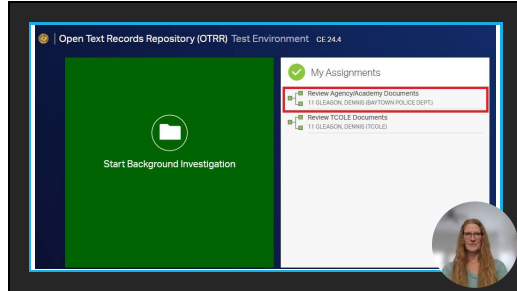 Open Text Records Repository (OTRR) Test Environment CE 24.4
My Assignments
Review Agency/Academy Documents
11 GLEASON, DENNIS (BAYTOWN POLICE DEPT.)
Review TCOLE Documents
11 GLEASON, DENNIS (TCOLE)
Start Background Investigation